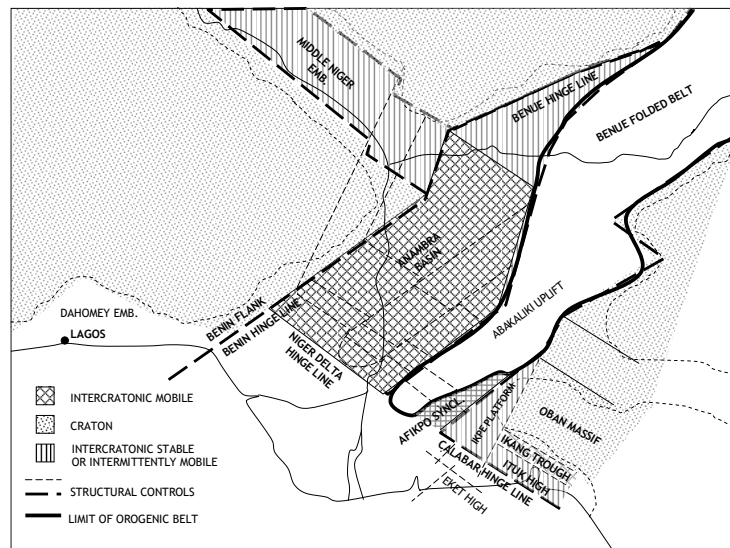 MIDDLE NIGER
EMB.
BENUE HINGE LINE
BENUE FOLDED BELT
ANAMBRA
BASIN
ABAKALIKI UPLIFT
DAHOMEY EMB.
LAGOS
BENIN FLANK
BENIN HINGE LINE
NIGER DELTA
HINGE LINE
AFIKPO SYNCL.
IKPE PLATFORM
OBAN MASSIF
IKANG TROUGH
ITUK HIGH
CALABAR HINGE LINE
EKET HIGH
INTERCRATONIC MOBILE
CRATON
INTERCRATONIC STABLE
OR INTERMITTENTLY MOBILE
STRUCTURAL CONTROLS
LIMIT OF OROGENIC BELT